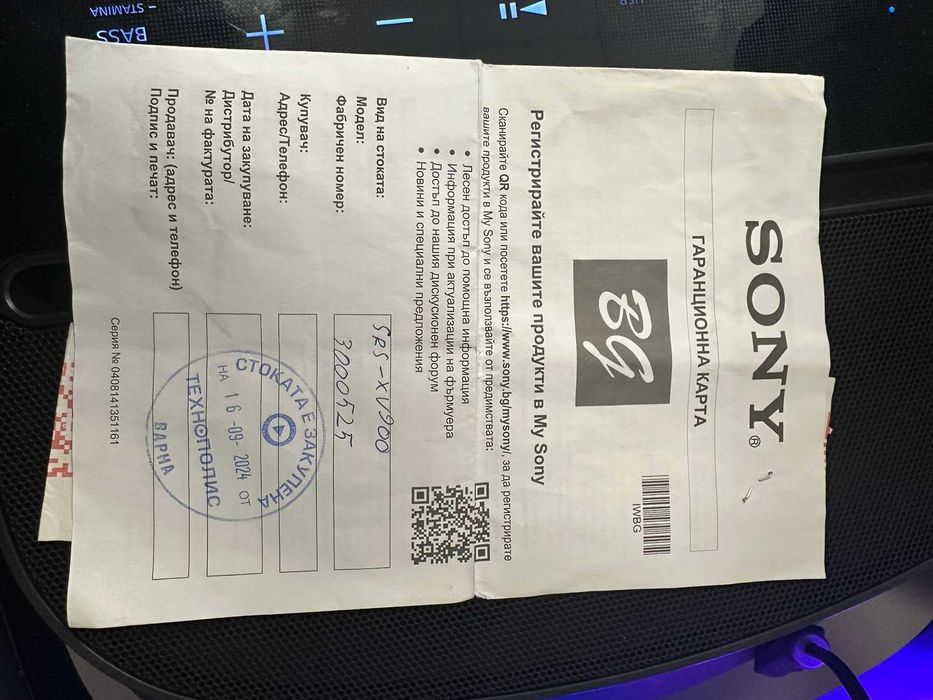 SONY®
ГАРАНЦИОННА КАРТА
IWBG
BG
Регистрирайте вашите продукти в My Sony
Сканирайте QR кода или посетете https://www.sony.bg/mysony/, за да регистрирате
вашите продукти в My Sony и се възползвайте от предимствата:
• Лесен достъп до помощна информация
• Информация при актуализации на фърмуера
• Достъп до нашия дискусионен форум
• Новини и специални предложения
Вид на стоката:
Модел: SRS-XV900
Фабричен номер: 3000525
Купувач:
Адрес/Телефон:
Дата на закупуване:
Дистрибутор/
№ на фактурата:
Продавач: (адрес и телефон)
Подпис и печат:
СТОКАТА Е ЗАКУПЕНА
НА 16-09-2024 ОТ
ТЕХНОПОЛИС
ВАРНА
Серия № 0408141351161
BASS
STAMINA